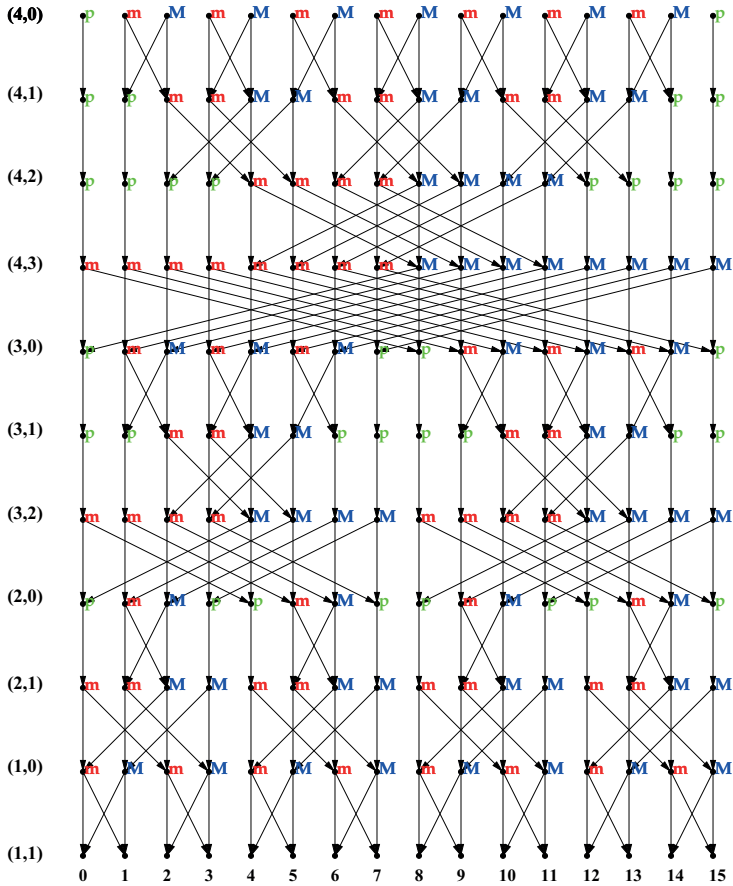 (4,0) p m M m M m M m M m M m M m M p
(4,1) p p m m M M m m M M m m M M p p
(4,2) p p p p m m m m M M M M p p p p
(4,3) m m m m m m m m M M M M M M M M
(3,0) p m M m M m M p p m M m M m M p
(3,1) p p m m M M p p p p m m M M p p
(3,2) m m m m M M M M m m m m M M M M
(2,0) p m M p p m M p p m M p p m M p
(2,1) m m M M m m M M m m M M m m M M
(1,0) m M m M m M m M m M m M m M m M
(1,1)
0 1 2 3 4 5 6 7 8 9 10 11 12 13 14 15